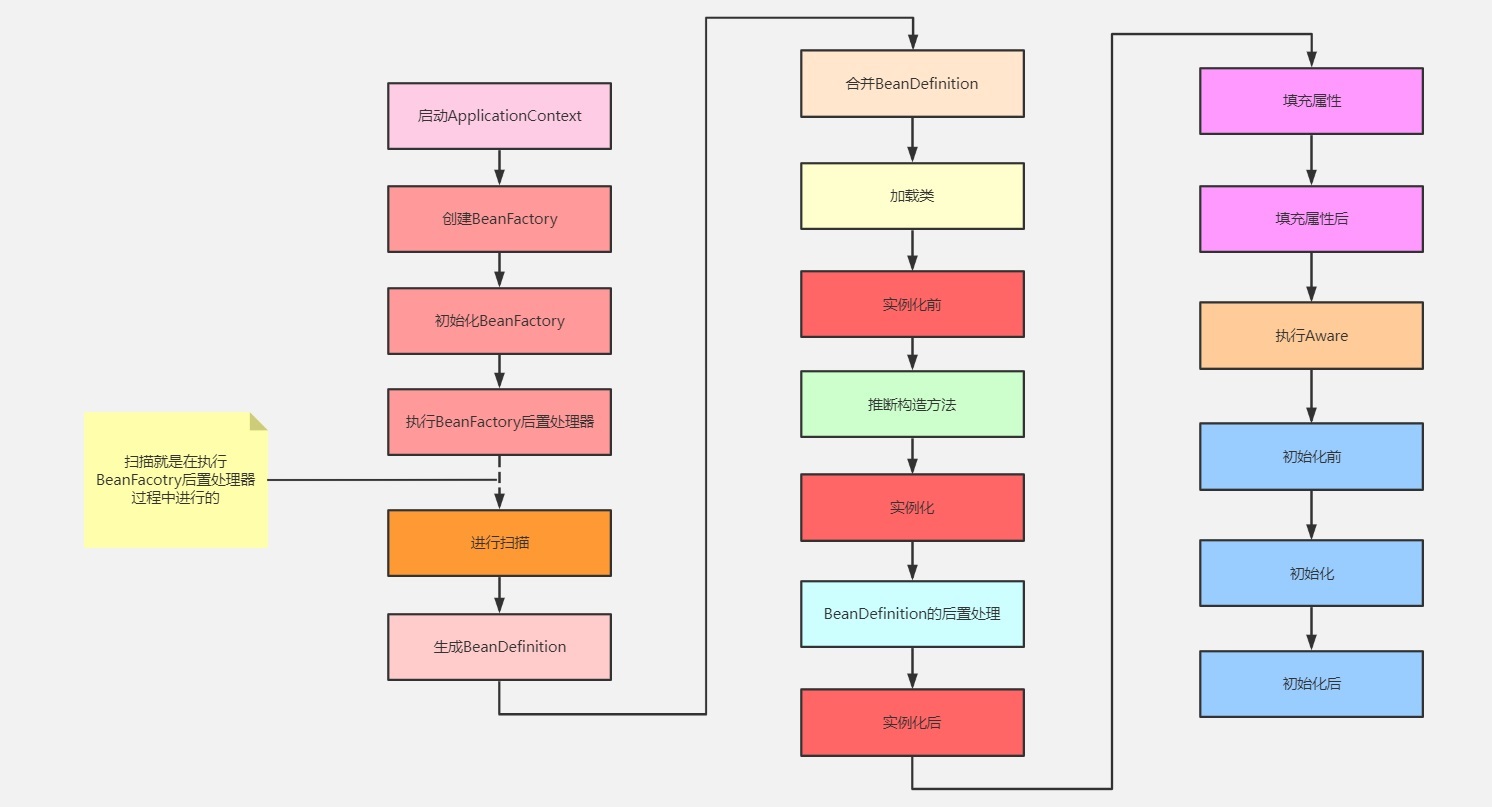 启动ApplicationContext
创建BeanFactory
初始化BeanFactory
执行BeanFactory后置处理器
扫描就是在执行
BeanFacotry后置处理器
过程中进行的
进行扫描
生成BeanDefinition
合并BeanDefinition
加载类
实例化前
推断构造方法
实例化
BeanDefinition的后置处理
实例化后
填充属性
填充属性后
执行Aware
初始化前
初始化
初始化后